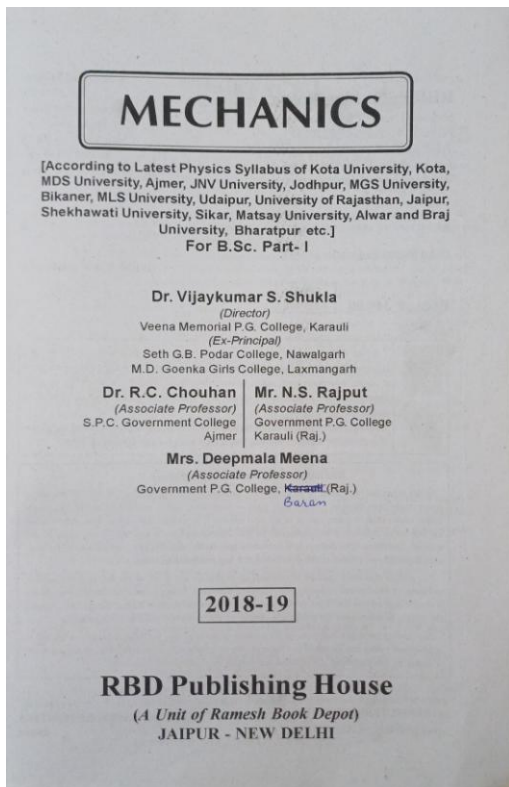 MECHANICS
[According to Latest Physics Syllabus of Kota University, Kota,
MDS University, Ajmer, JNV University, Jodhpur, MGS University,
Bikaner, MLS University, Udaipur, University of Rajasthan, Jaipur,
Shekhawati University, Sikar, Matsay University, Alwar and Braj
University, Bharatpur etc.]
For B.Sc. Part- I
Dr. Vijaykumar S. Shukla
(Director)
Veena Memorial P.G. College, Karauli
(Ex-Principal)
Seth G.B. Podar College, Nawalgarh
M.D. Goenka Girls College, Laxmangarh
Dr. R.C. Chouhan
(Associate Professor)
S.P.C. Government College
Ajmer
Mr. N.S. Rajput
(Associate Professor)
Government P.G. College
Karauli (Raj.)
Mrs. Deepmala Meena
(Associate Professor)
Government P.G. College, Karauli (Raj.)
Baran
2018-19
RBD Publishing House
(A Unit of Ramesh Book Depot)
JAIPUR - NEW DELHI